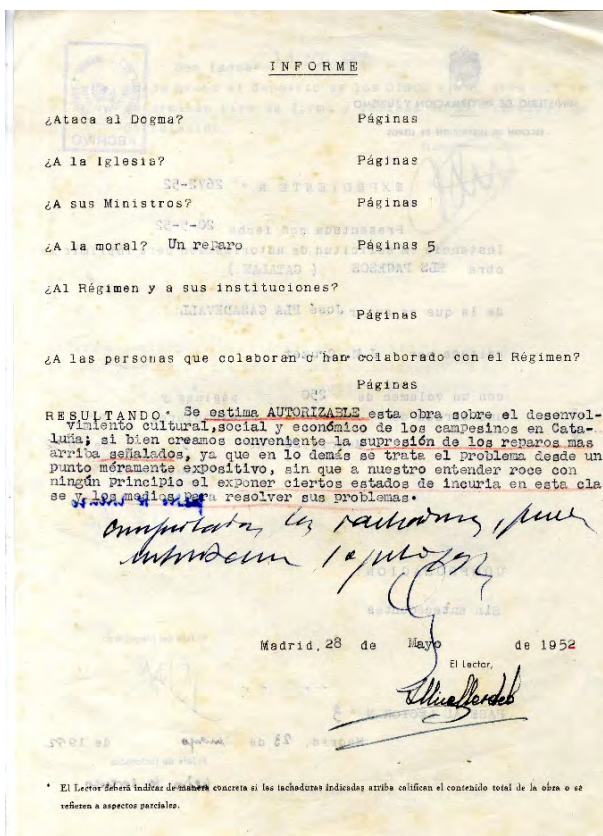 INFORME
¿Ataca al Dogma? Páginas
¿A la Iglesia? Páginas
¿A sus Ministros? Páginas
¿A la moral? Un reparo Páginas 5
¿Al Régimen y a sus instituciones?
Páginas
¿A las personas que colaboran o han colaborado con el Régimen?
Páginas
RESULTANDO * Se estima AUTORIZABLE esta obra sobre el desenvol-
vimiento cultural, social y económico de los campesinos en Cata-
luña; si bien creamos conveniente la supresión de los reparos mas
arriba señalados, ya que en lo demás se trata el problema desde un
punto méramente expositivo, sin que a nuestro entender roce con
ningún principio el exponer ciertos estados de incuria en esta cla
se y los medios para resolver sus problemas.
las tachaduras, puede
Madrid, 28 de Mayo de 1952
El Lector,
* El Lector deberá indicar de manera concreta si las tachaduras indicadas arriba califican el contenido total de la obra o se
refieren a aspectos parciales.